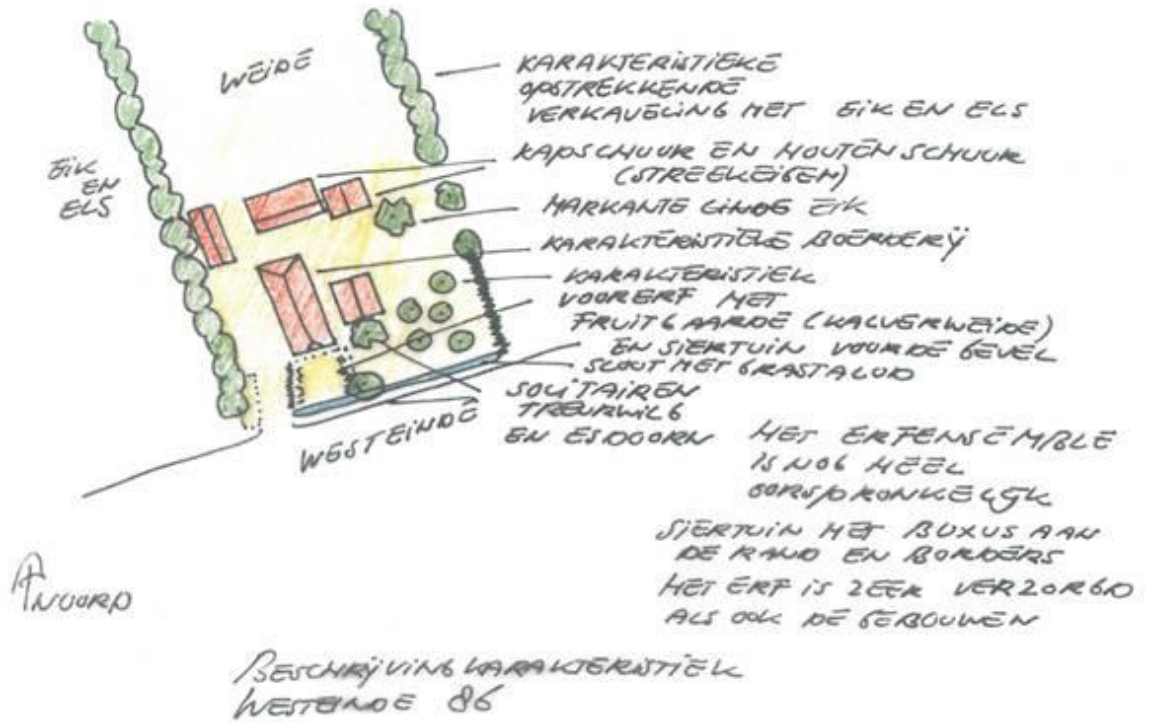 WEIDE
EIK
EN
ELS
KARAKTERISTIEKE
OPSTREKKENDE
VERKAVELING MET EIK EN ELS
KAPSCHUUR EN HOUTEN SCHUUR
(STREEKEIGEN)
MARKANTE LINDE EIK
KARAKTERISTIEKE BOERDERIJ
KARAKTERISTIEK
VOORERF MET
FRUITGAARDE (KALVERWEIDE)
EN SIERTUIN VOOR DE GEVEL
SLOOT MET GRASTALUD
SOLITAIREN
TREURWILG
EN ESDOORN
WESTEINDE
HET ERFENSEMBLE
IS NOG HEEL
OORSPRONKELIJK
SIERTUIN MET BUXUS AAN
DE RAND EN BORDERS
HET ERF IS ZEER VERZORGD
ALS OOK DE GEBOUWEN
NOORD
BESCHRIJVING KARAKTERISTIEK
WESTEINDE 86